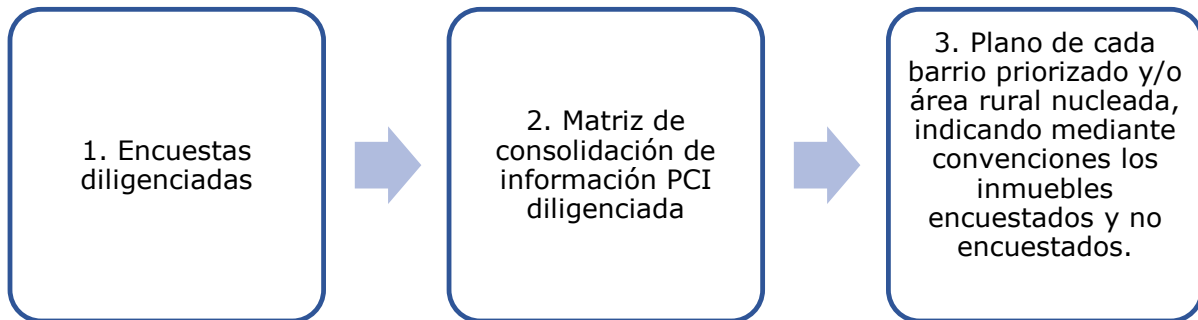 1. Encuestas
diligenciadas
2. Matriz de
consolidación de
información PCI
diligenciada
3. Plano de cada
barrio priorizado y/o
área rural nucleada,
indicando mediante
convenciones los
inmuebles
encuestados y no
encuestados.